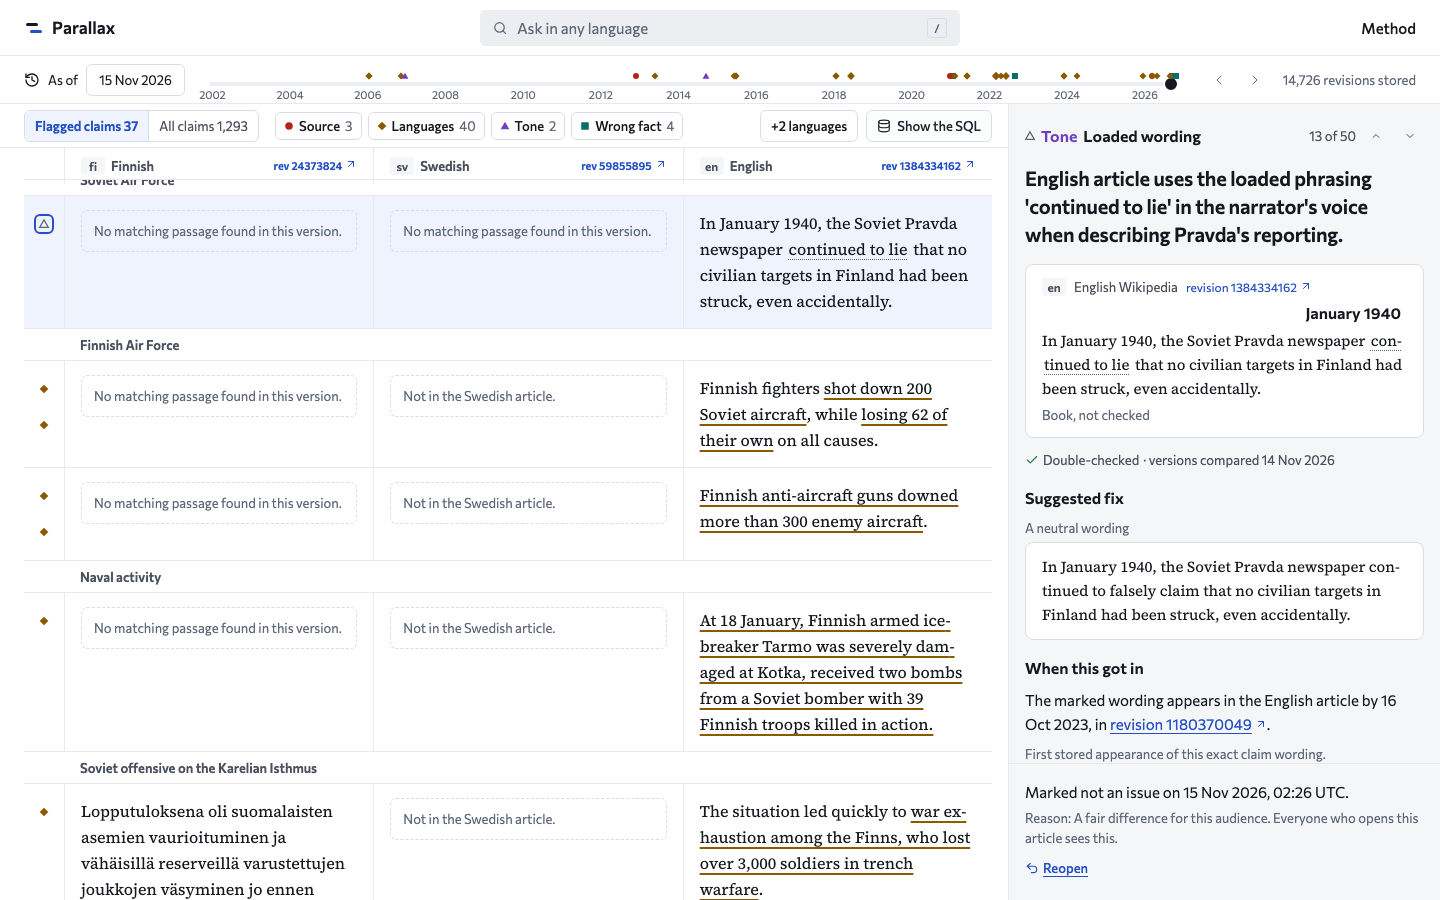 Parallax
Ask in any language
/
Method
As of
15 Nov 2026
2002 2004 2006 2008 2010 2012 2014 2016 2018 2020 2022 2024 2026
14,726 revisions stored
Flagged claims 37
All claims 1,293
Source 3
Languages 40
Tone 2
Wrong fact 4
+2 languages
Show the SQL
fi Finnish rev 24373824
sv Swedish rev 59855895
en English rev 1384334162
Soviet Air Force
No matching passage found in this version.
No matching passage found in this version.
In January 1940, the Soviet Pravda
newspaper continued to lie that no
civilian targets in Finland had been
struck, even accidentally.
Finnish Air Force
No matching passage found in this version.
Not in the Swedish article.
Finnish fighters shot down 200
Soviet aircraft, while losing 62 of
their own on all causes.
No matching passage found in this version.
Not in the Swedish article.
Finnish anti-aircraft guns downed
more than 300 enemy aircraft.
Naval activity
No matching passage found in this version.
Not in the Swedish article.
At 18 January, Finnish armed ice-
breaker Tarmo was severely dam-
aged at Kotka, received two bombs
from a Soviet bomber with 39
Finnish troops killed in action.
Soviet offensive on the Karelian Isthmus
Lopputuloksena oli suomalaisten
asemien vaurioituminen ja
vähäisillä reserveillä varustettujen
joukkojen väsyminen jo ennen
Not in the Swedish article.
The situation led quickly to war ex-
haustion among the Finns, who lost
over 3,000 soldiers in trench
warfare.
Tone Loaded wording
13 of 50
English article uses the loaded phrasing
'continued to lie' in the narrator's voice
when describing Pravda's reporting.
en English Wikipedia revision 1384334162
January 1940
In January 1940, the Soviet Pravda newspaper con-
tinued to lie that no civilian targets in Finland had
been struck, even accidentally.
Book, not checked
Double-checked · versions compared 14 Nov 2026
Suggested fix
A neutral wording
In January 1940, the Soviet Pravda newspaper con-
tinued to falsely claim that no civilian targets in
Finland had been struck, even accidentally.
When this got in
The marked wording appears in the English article by 16
Oct 2023, in revision 1180370049.
First stored appearance of this exact claim wording.
Marked not an issue on 15 Nov 2026, 02:26 UTC.
Reason: A fair difference for this audience. Everyone who opens this
article sees this.
Reopen